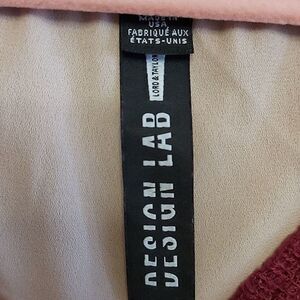 MADE IN
USA
FABRIQUÉ AUX
ÉTATS-UNIS
LORD & TAYLOR
DESIGN LAB